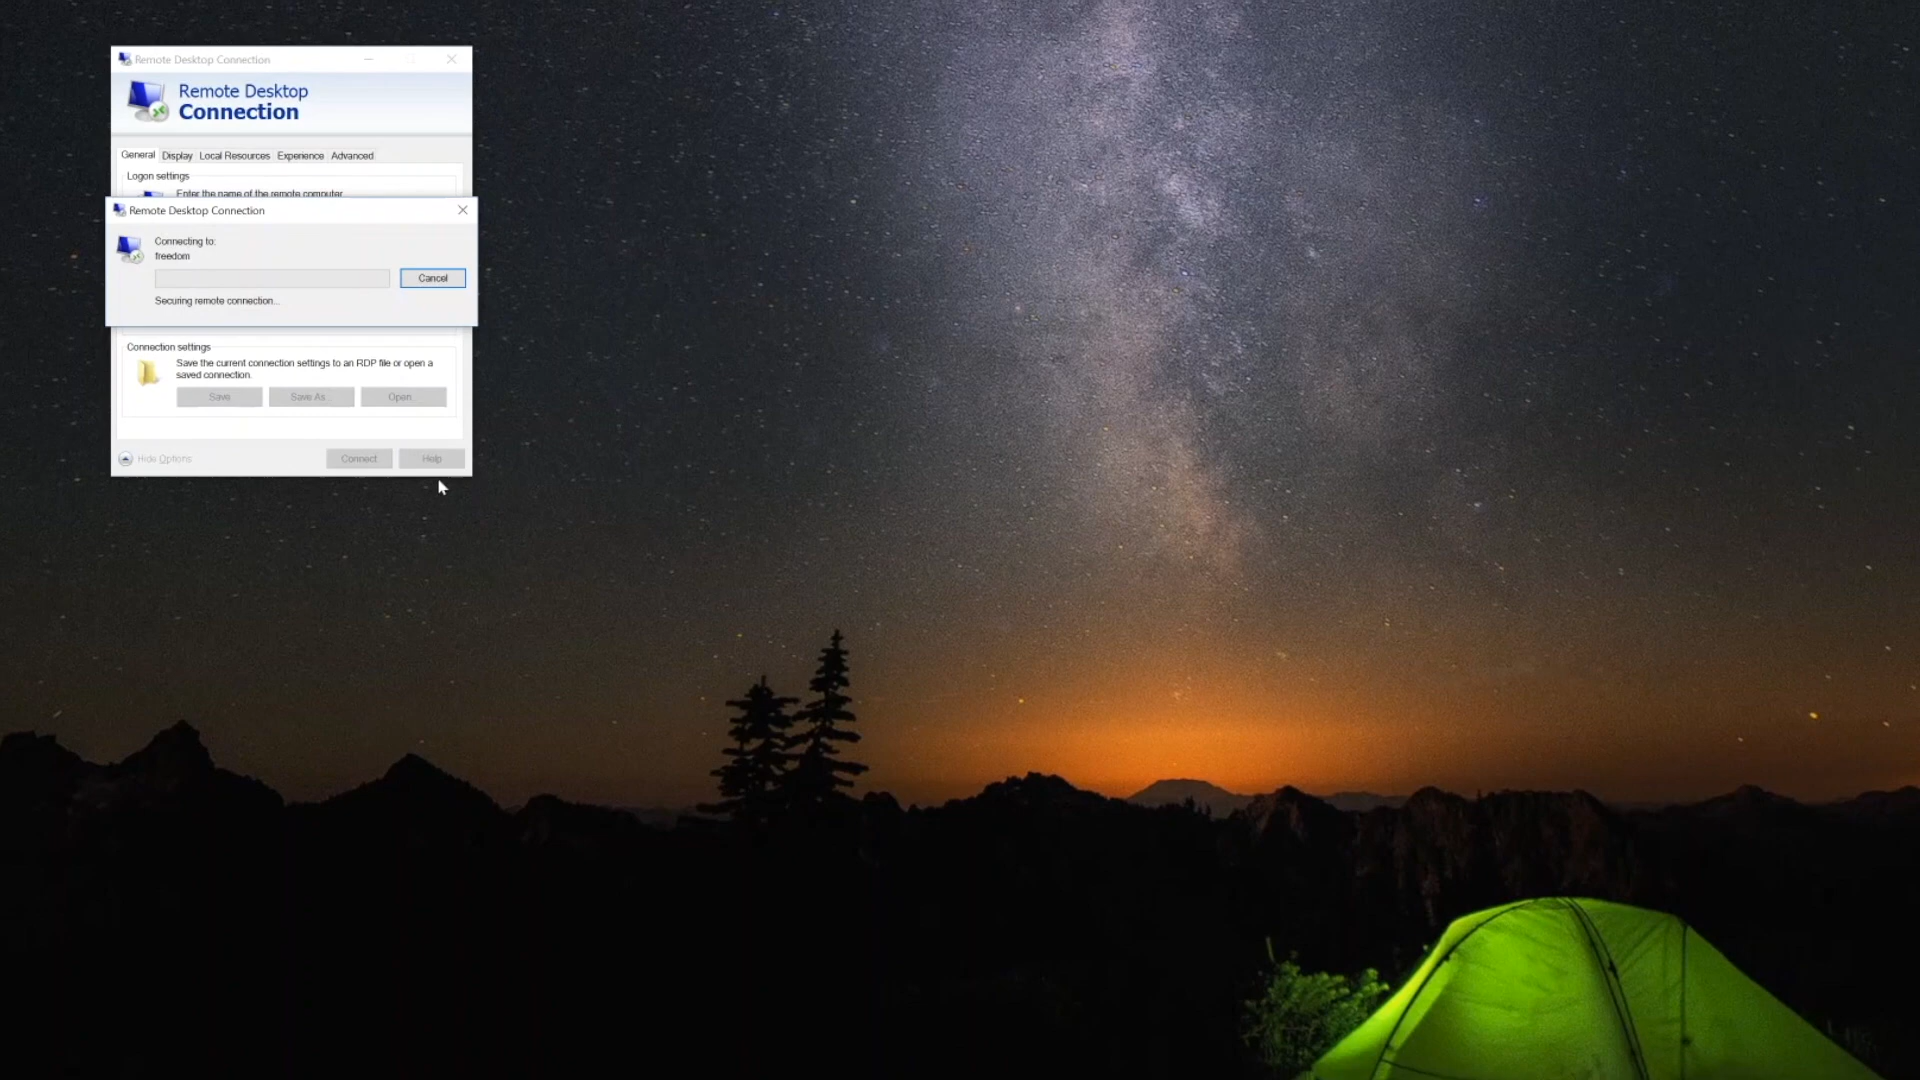 Remote Desktop Connection
Remote Desktop
Connection
General Display Local Resources Experience Advanced
Logon settings
Enter the name of the remote computer
Remote Desktop Connection
Connecting to:
freedom
Cancel
Securing remote connection...
Connection settings
Save the current connection settings to an RDP file or open a
saved connection.
Save Save As... Open...
Hide Options Connect Help